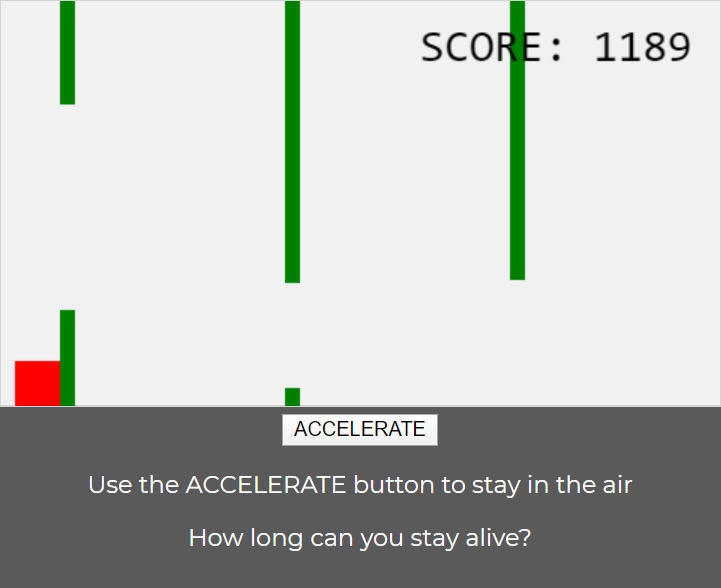 SCORE: 1189
ACCELERATE
Use the ACCELERATE button to stay in the air
How long can you stay alive?